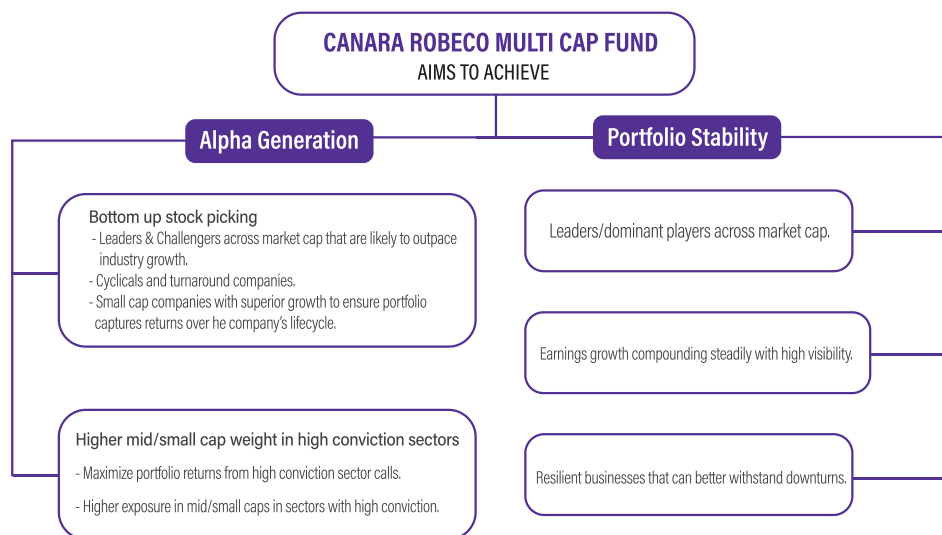 CANARA ROBECO MULTI CAP FUND
AIMS TO ACHIEVE
Alpha Generation
Bottom up stock picking
- Leaders & Challengers across market cap that are likely to outpace
industry growth.
- Cyclicals and turnaround companies.
- Small cap companies with superior growth to ensure portfolio
captures returns over he company's lifecycle.
Higher mid/small cap weight in high conviction sectors
- Maximize portfolio returns from high conviction sector calls.
- Higher exposure in mid/small caps in sectors with high conviction.
Portfolio Stability
Leaders/dominant players across market cap.
Earnings growth compounding steadily with high visibility.
Resilient businesses that can better withstand downturns.